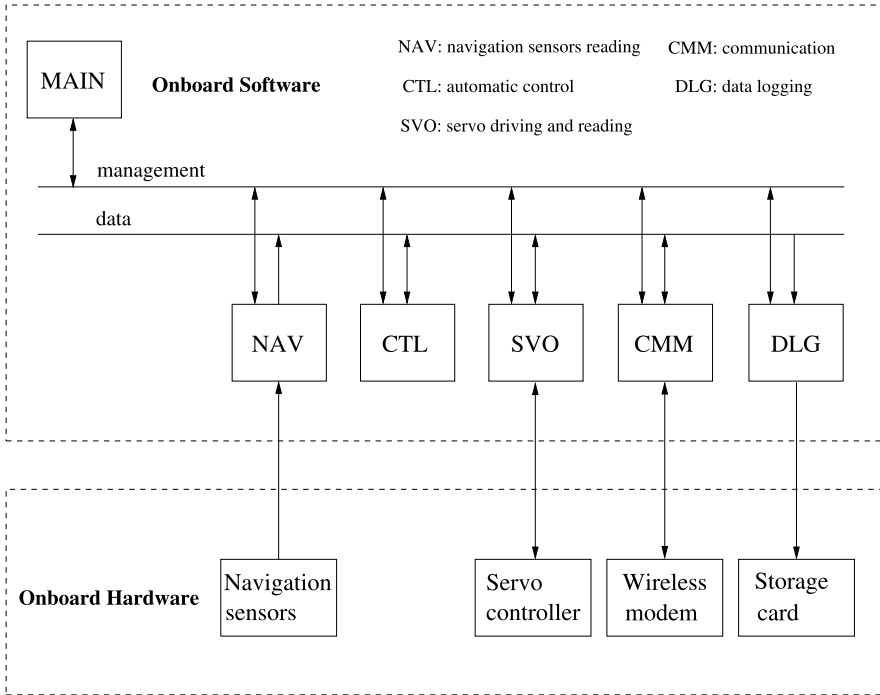 MAIN
Onboard Software
NAV: navigation sensors reading
CMM: communication
CTL: automatic control
DLG: data logging
SVO: servo driving and reading
management
data
NAV
CTL
SVO
CMM
DLG
Onboard Hardware
Navigation
sensors
Servo
controller
Wireless
modem
Storage
card